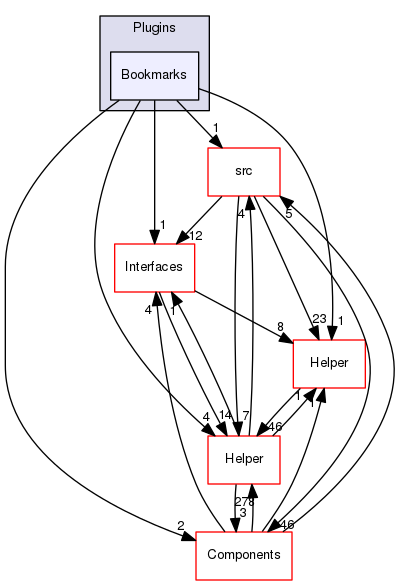 Plugins
Bookmarks
1
src
4
5
1
12
Interfaces
4
1
8
23
1
Helper
1
1
4
14
7
46
Helper
278
3
2
46
Components